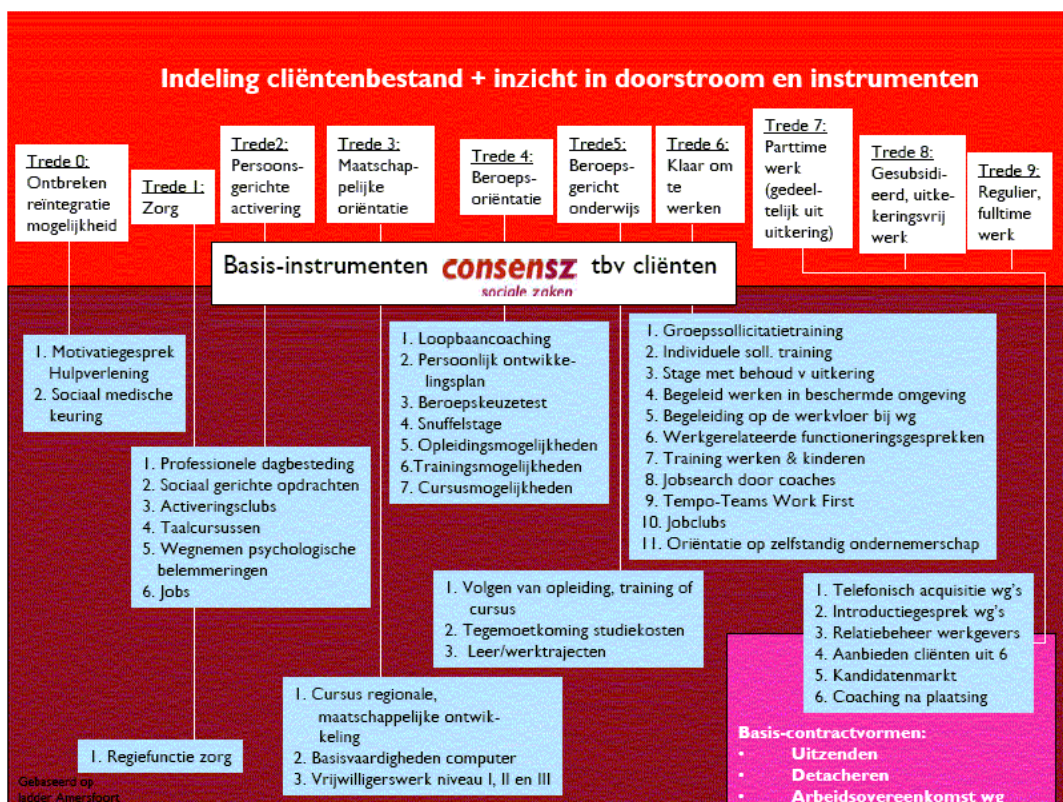 Indeling cliëntenbestand + inzicht in doorstroom en instrumenten
Trede 0:
Ontbreken
reïntegratie
mogelijkheid
Trede 1:
Zorg
Trede2:
Persoons-
gerichte
activering
Trede 3:
Maatschap-
pelijke
oriëntatie
Trede 4:
Beroeps-
oriëntatie
Trede5:
Beroeps-
gericht
onderwijs
Trede 6:
Klaar om
te
werken
Trede 7:
Parttime
werk
(gedeel-
telijk uit
uitkering)
Trede 8:
Gesubsidi-
eerd, uitke-
keringsvrij
werk
Trede 9:
Regulier,
fulltime
werk
Basis-instrumenten consensz tbv cliënten
sociale zaken
1. Motivatiegesprek
Hulpverlening
2. Sociaal medische
keuring
1. Professionele dagbesteding
2. Sociaal gerichte opdrachten
3. Activeringsclubs
4. Taalcursussen
5. Wegnemen psychologische
belemmeringen
6. Jobs
1. Regiefunctie zorg
1. Loopbaancoaching
2. Persoonlijk ontwikke-
lingsplan
3. Beroepskeuzetest
4. Snuffelstage
5. Opleidingsmogelijkheden
6.Trainingsmogelijkheden
7. Cursusmogelijkheden
1. Volgen van opleiding, training of
cursus
2. Tegemoetkoming studiekosten
3. Leer/werktrajecten
1. Cursus regionale,
maatschappelijke ontwik-
keling
2. Basisvaardigheden computer
3. Vrijwilligerswerk niveau I, II en III
1. Groepssollicitatietraining
2. Individuele soll. training
3. Stage met behoud v uitkering
4. Begeleid werken in beschermde omgeving
5. Begeleiding op de werkvloer bij wg
6. Werkgerelateerde functioneringsgesprekken
7. Training werken & kinderen
8. Jobsearch door coaches
9. Tempo-Teams Work First
10. Jobclubs
11. Oriëntatie op zelfstandig ondernemerschap
1. Telefonisch acquisitie wg's
2. Introductiegesprek wg's
3. Relatiebeheer werkgevers
4. Aanbieden cliënten uit 6
5. Kandidatenmarkt
6. Coaching na plaatsing
Basis-contractvormen:
• Uitzenden
• Detacheren
• Arbeidsovereenkomst wg
Gebaseerd op
ladder Amersfoort